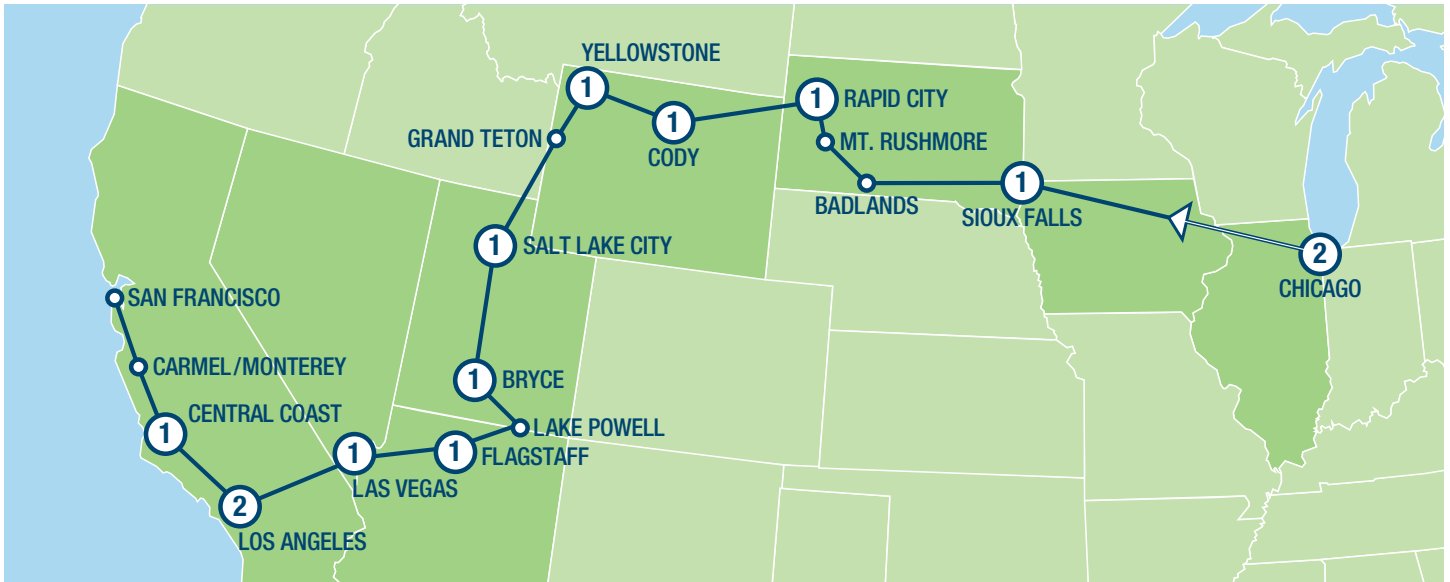 YELLOWSTONE
1
1
RAPID CITY
GRAND TETON
1
CODY
MT. RUSHMORE
1
BADLANDS
SIOUX FALLS
1
SALT LAKE CITY
2
CHICAGO
SAN FRANCISCO
CARMEL/MONTEREY
1
BRYCE
CENTRAL COAST
1
LAKE POWELL
1
FLAGSTAFF
1
LAS VEGAS
2
LOS ANGELES